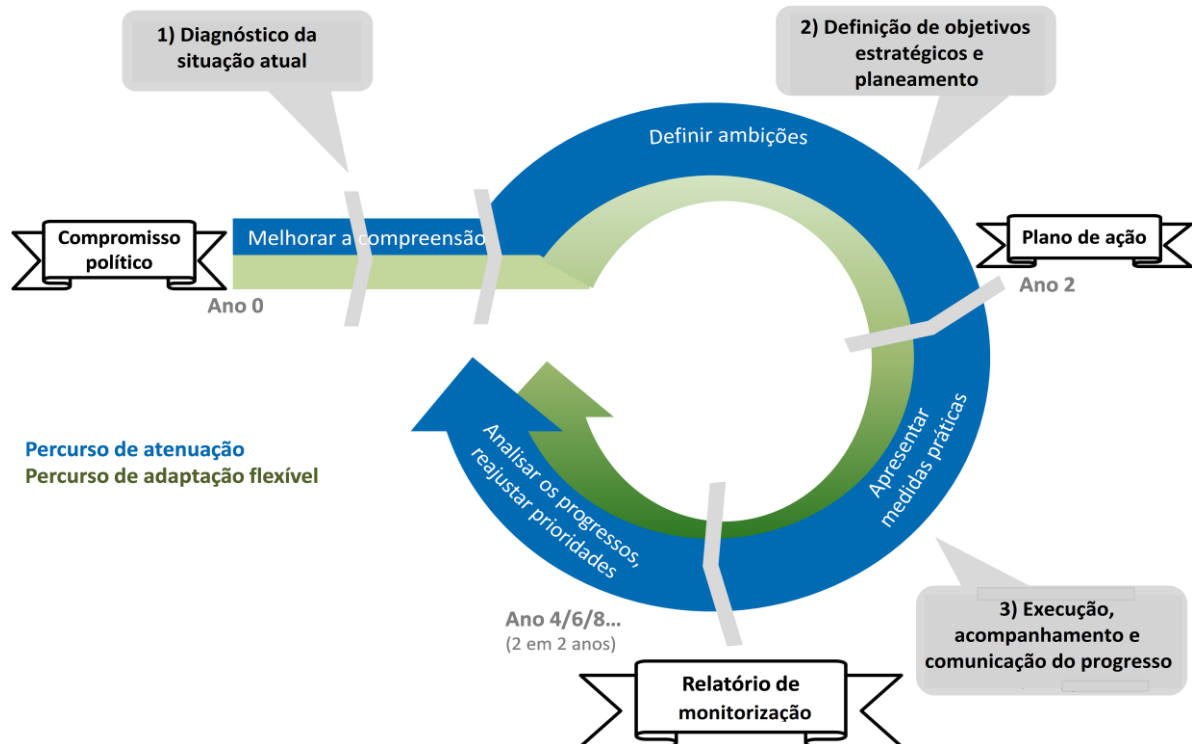 1) Diagnóstico da
situação atual
2) Definição de objetivos
estratégicos e
planeamento
Definir ambições
Compromisso
político
Melhorar a compreensão
Plano de ação
Ano 0
Ano 2
Percurso de atenuação
Percurso de adaptação flexível
Apresentar
medidas práticas
Analisar os progressos,
reajustar prioridades
3) Execução,
acompanhamento e
comunicação do progresso
Ano 4/6/8...
(2 em 2 anos)
Relatório de
monitorização